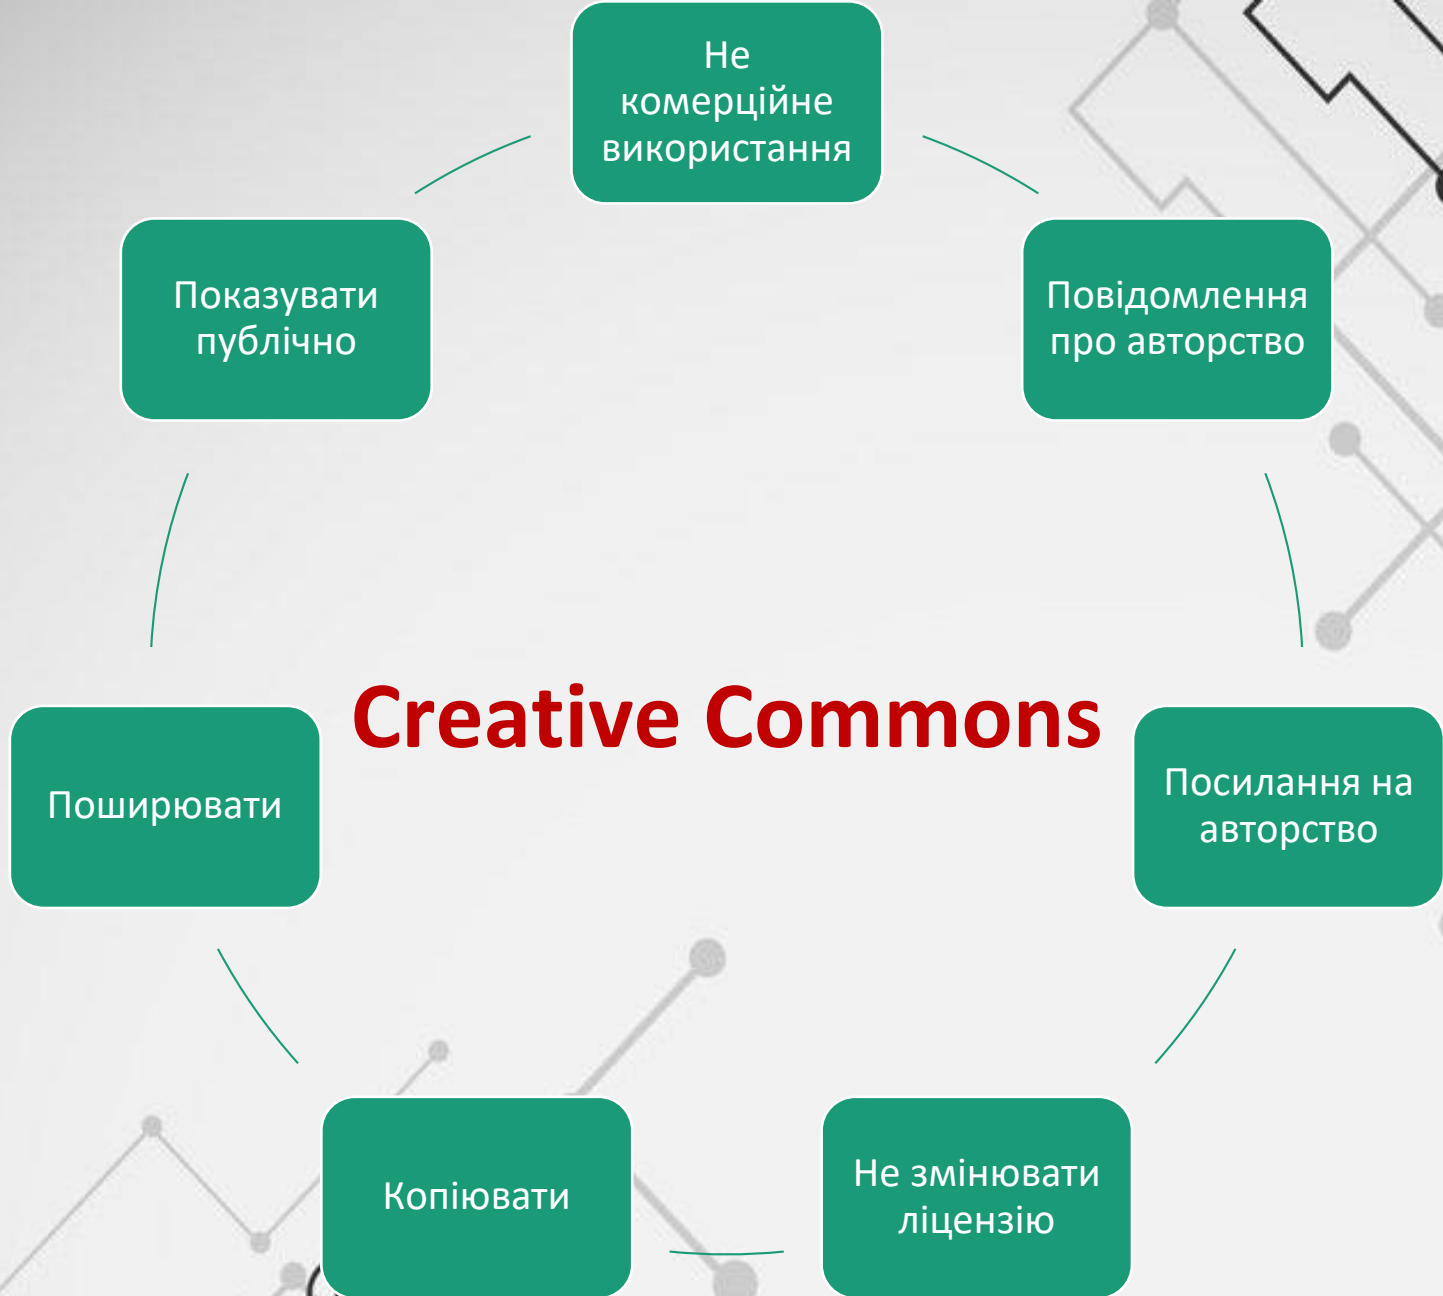 Не
комерційне
використання
Повідомлення
про авторство
Посилання на
авторство
Не змінювати
ліцензію
Копіювати
Поширювати
Показувати
публічно
Creative Commons